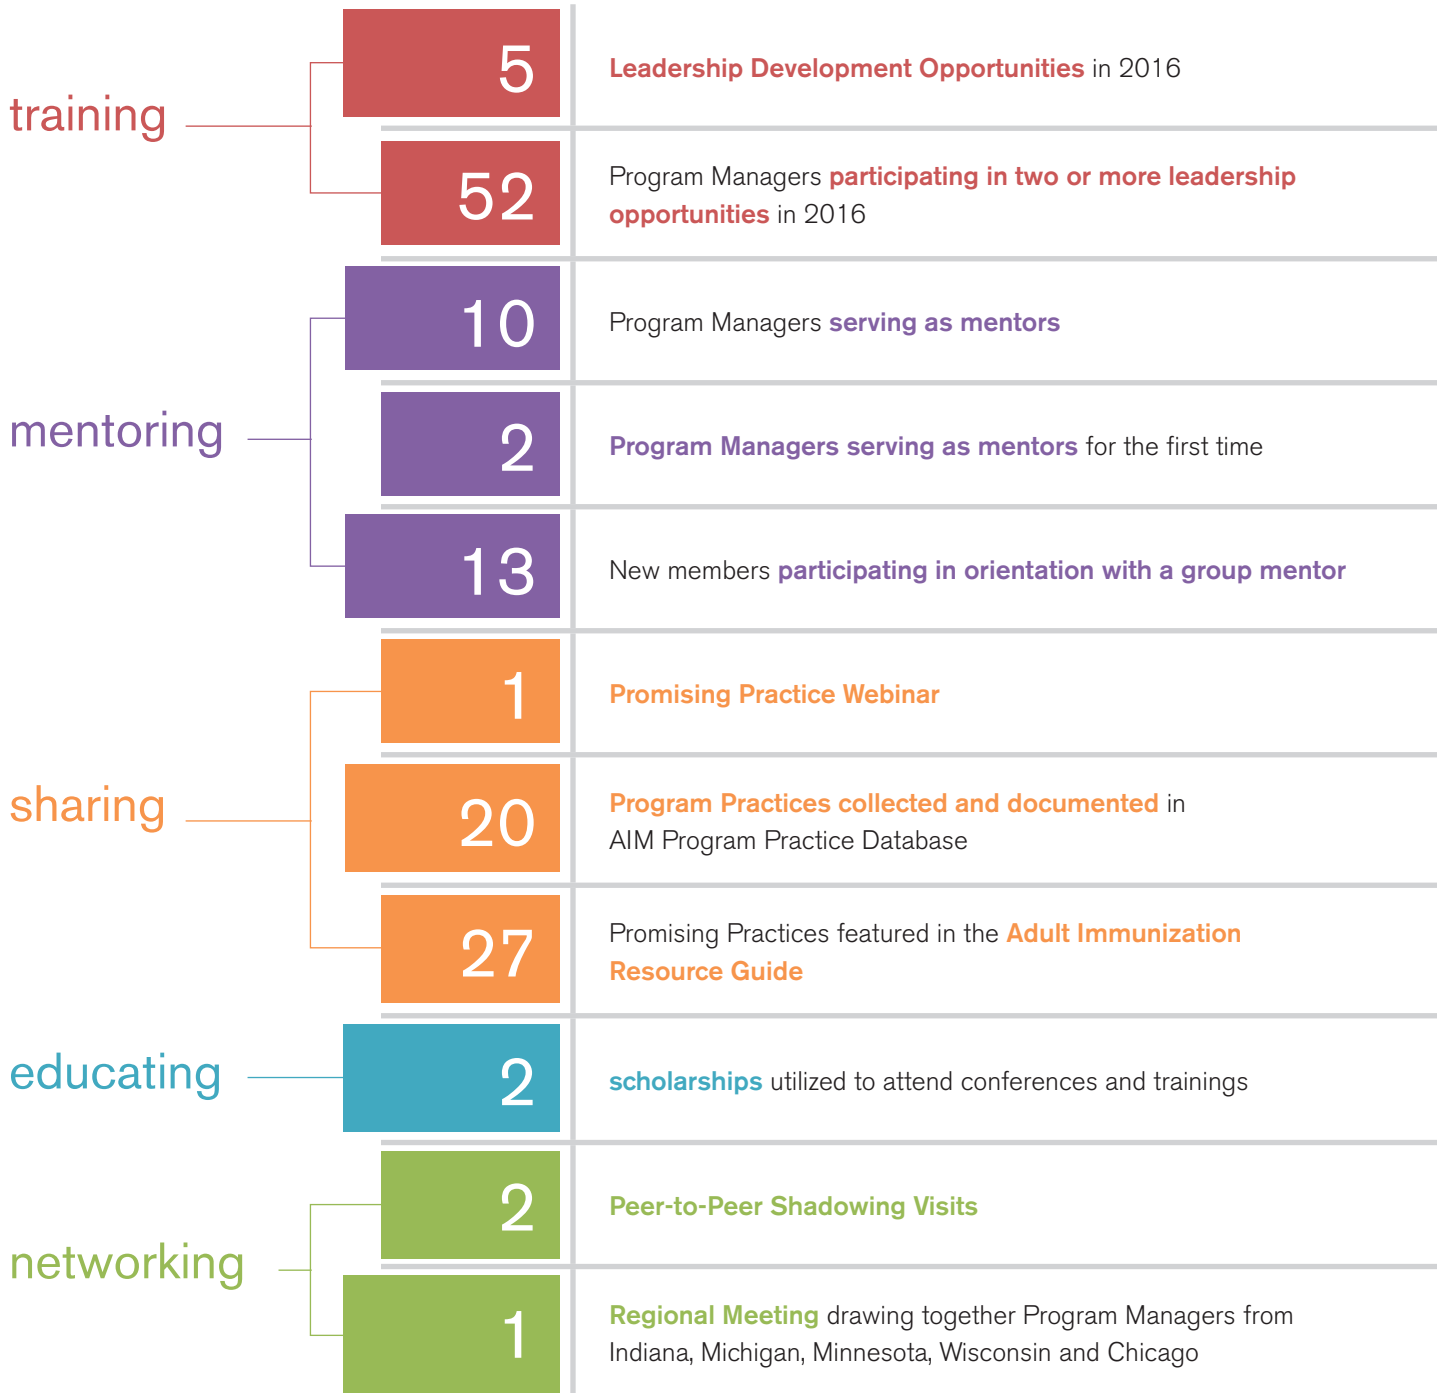 training
5
Leadership Development Opportunities in 2016
52
Program Managers participating in two or more leadership
opportunities in 2016
mentoring
10
Program Managers serving as mentors
2
Program Managers serving as mentors for the first time
13
New members participating in orientation with a group mentor
sharing
1
Promising Practice Webinar
20
Program Practices collected and documented in
AIM Program Practice Database
27
Promising Practices featured in the Adult Immunization
Resource Guide
educating
2
scholarships utilized to attend conferences and trainings
networking
2
Peer-to-Peer Shadowing Visits
1
Regional Meeting drawing together Program Managers from
Indiana, Michigan, Minnesota, Wisconsin and Chicago